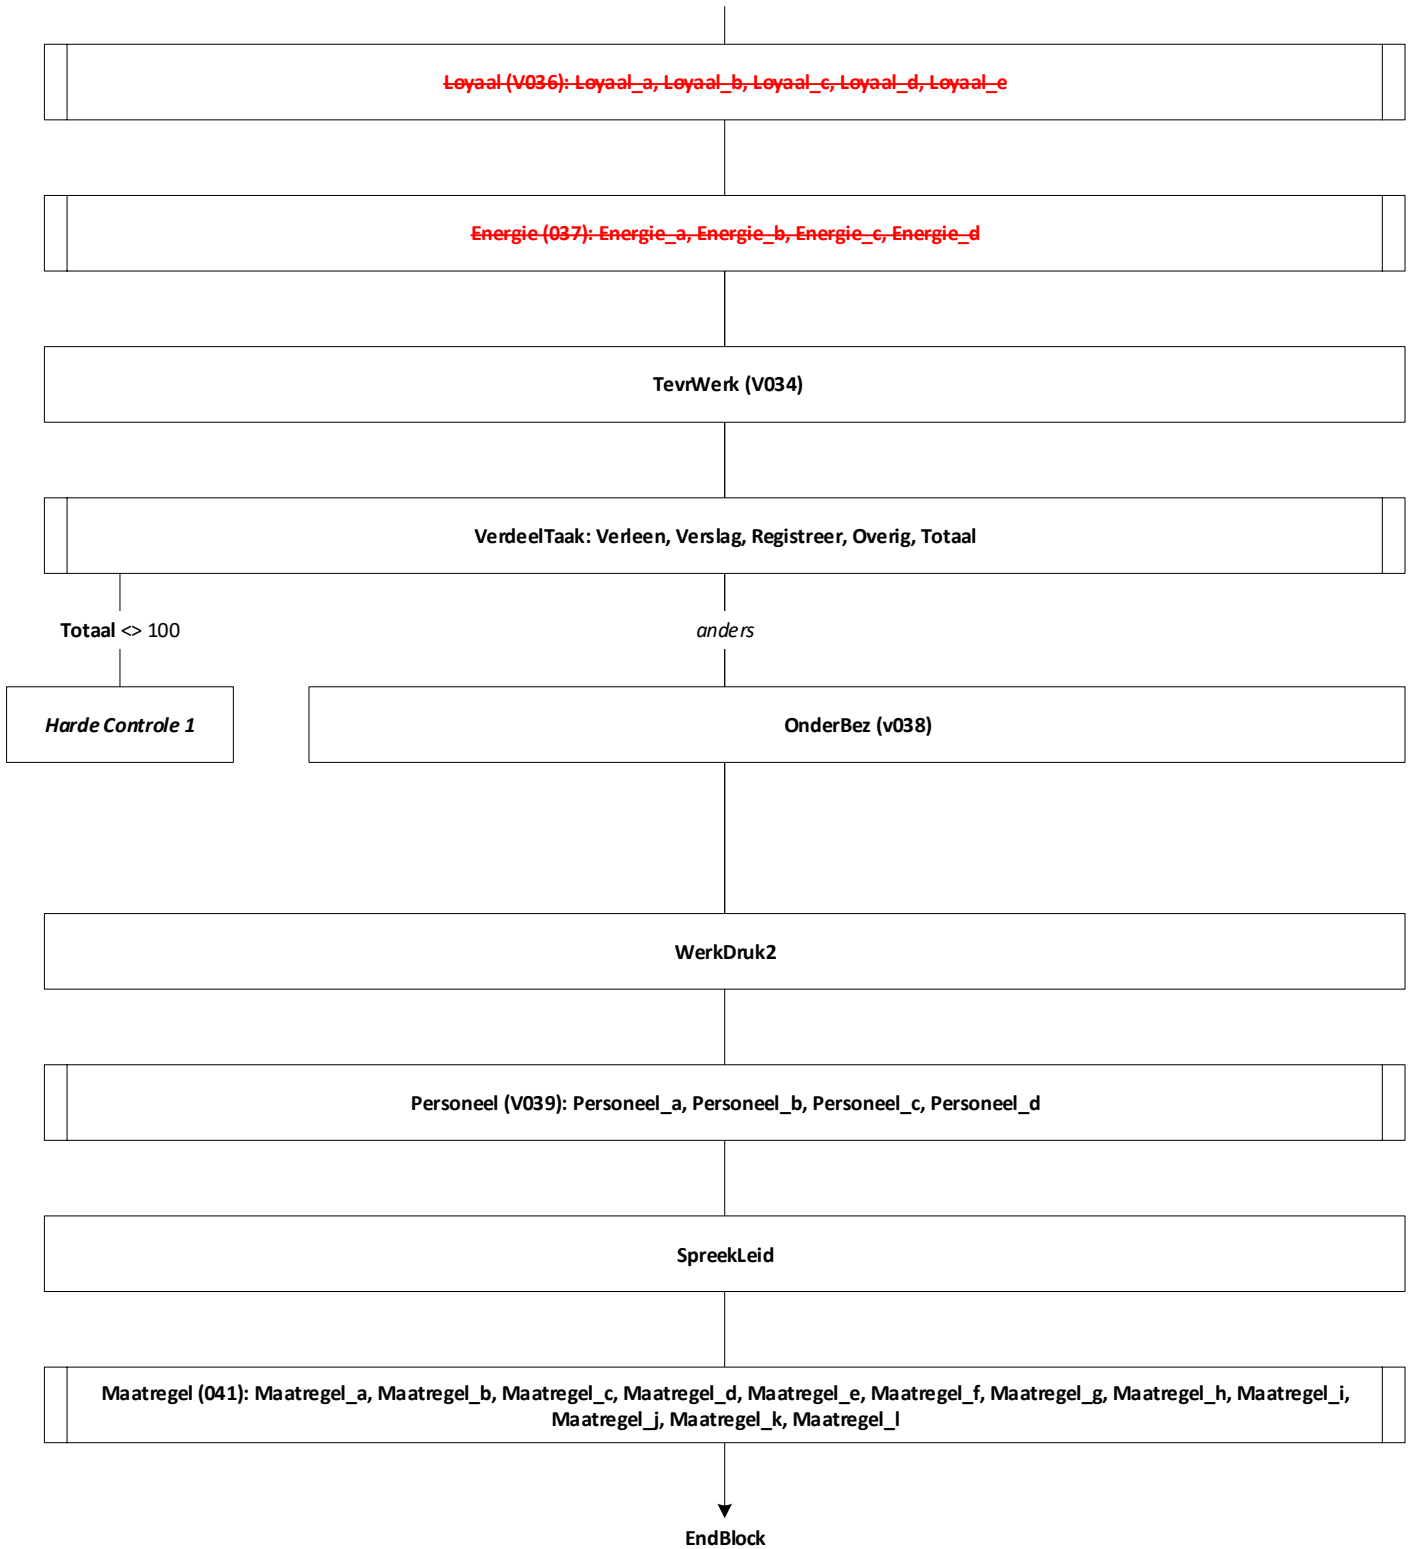 Loyaal (V036): Loyaal_a, Loyaal_b, Loyaal_c, Loyaal_d, Loyaal_e
Energie (037): Energie_a, Energie_b, Energie_c, Energie_d
TevrWerk (V034)
VerdeelTaak: Verleen, Verslag, Registreer, Overig, Totaal
Totaal <> 100
anders
Harde Controle 1
OnderBez (v038)
WerkDruk2
Personeel (V039): Personeel_a, Personeel_b, Personeel_c, Personeel_d
SpreekLeid
Maatregel (041): Maatregel_a, Maatregel_b, Maatregel_c, Maatregel_d, Maatregel_e, Maatregel_f, Maatregel_g, Maatregel_h, Maatregel_i,
Maatregel_j, Maatregel_k, Maatregel_l
EndBlock